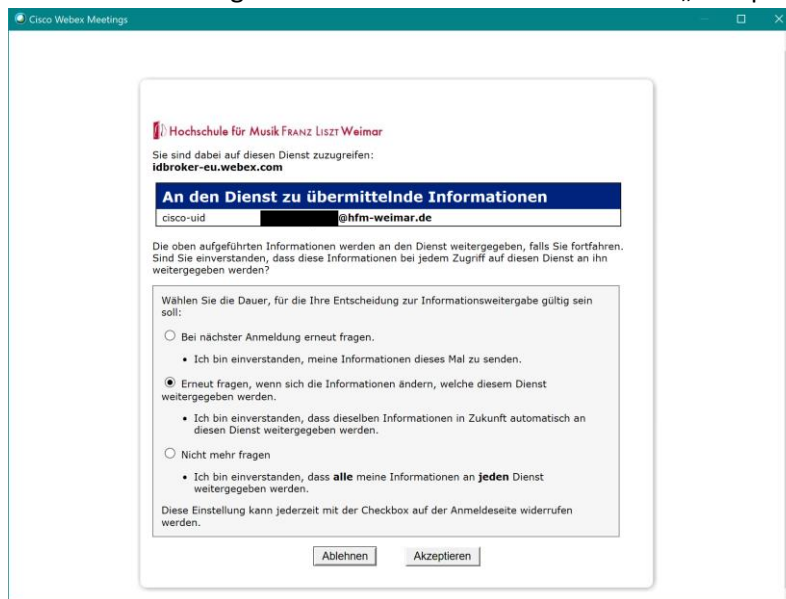 Cisco Webex Meetings
Hochschule für Musik FRANZ LISZT Weimar
Sie sind dabei auf diesen Dienst zuzugreifen:
idbroker-eu.webex.com
An den Dienst zu übermittelnde Informationen
cisco-uid @hfm-weimar.de
Die oben aufgeführten Informationen werden an den Dienst weitergegeben, falls Sie fortfahren.
Sind Sie einverstanden, dass diese Informationen bei jedem Zugriff auf diesen Dienst an ihn
weitergegeben werden?
Wählen Sie die Dauer, für die Ihre Entscheidung zur Informationsweitergabe gültig sein
soll:
Bei nächster Anmeldung erneut fragen.
• Ich bin einverstanden, meine Informationen dieses Mal zu senden.
Erneut fragen, wenn sich die Informationen ändern, welche diesem Dienst
weitergegeben werden.
• Ich bin einverstanden, dass dieselben Informationen in Zukunft automatisch an
diesen Dienst weitergegeben werden.
Nicht mehr fragen
• Ich bin einverstanden, dass alle meine Informationen an jeden Dienst
weitergegeben werden.
Diese Einstellung kann jederzeit mit der Checkbox auf der Anmeldeseite widerrufen
werden.
Ablehnen Akzeptieren